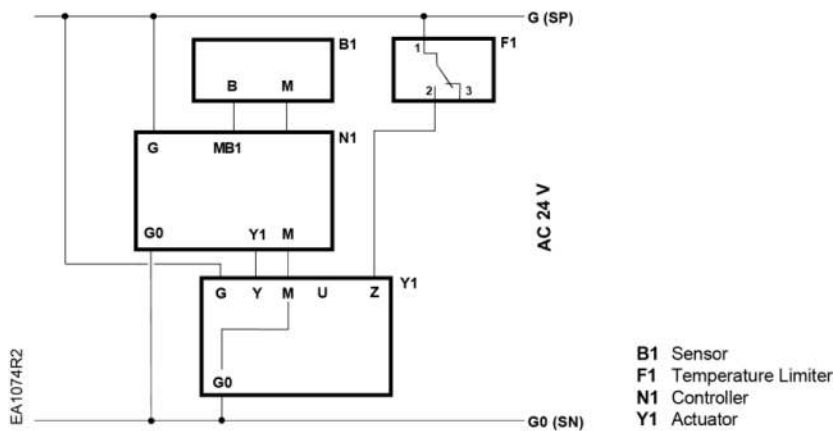 G (SP)
B1
1
F1
B M
2 3
G MB1 N1
AC 24 V
G0 Y1 M
G Y M U Z Y1
G0
EA1074R2
G0 (SN)
B1 Sensor
F1 Temperature Limiter
N1 Controller
Y1 Actuator